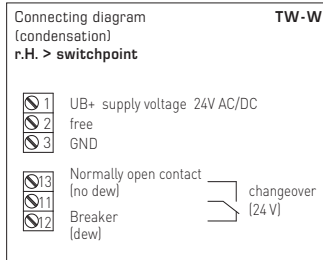 Connecting diagram TW-W
(condensation)
r.H. > switchpoint
1 UB+ supply voltage 24V AC/DC
2 free
3 GND
13 Normally open contact
(no dew)
11
12 Breaker
(dew)
changeover
(24 V)